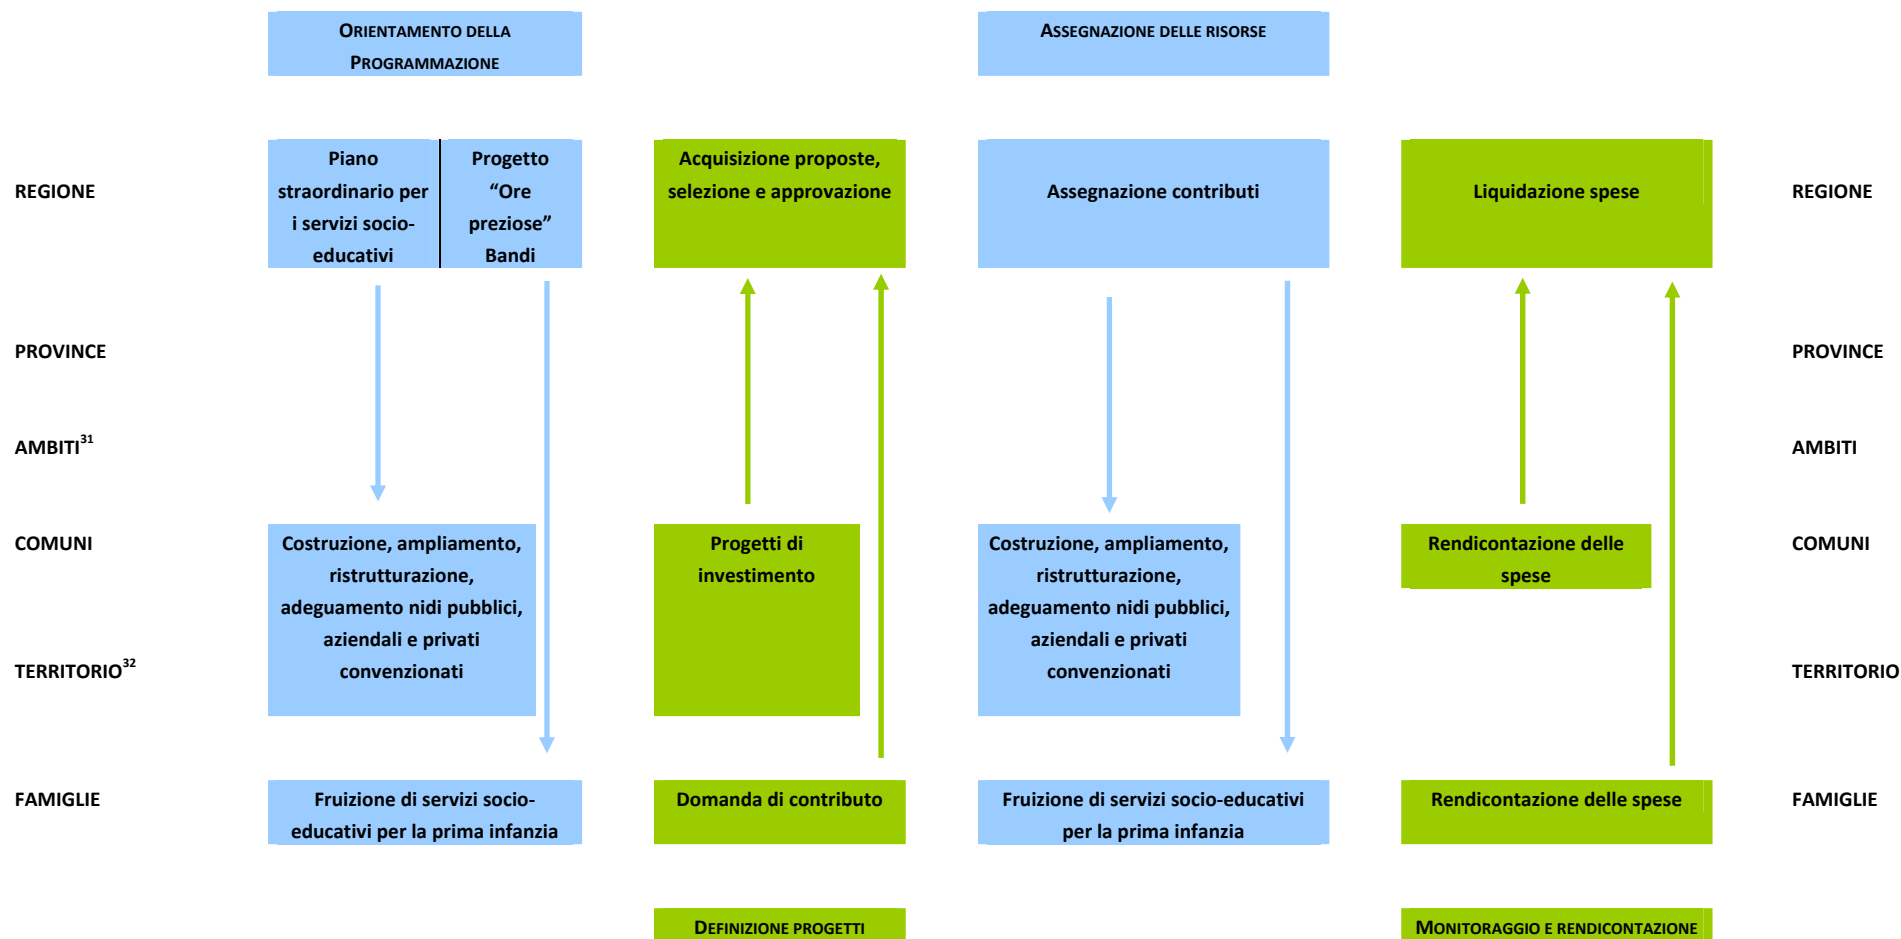 ORIENTAMENTO DELLA
PROGRAMMAZIONE
ASSEGNAZIONE DELLE RISORSE
REGIONE
Piano
straordinario per
i servizi socio-
educativi
Progetto
“Ore
preziose”
Bandi
Acquisizione proposte,
selezione e approvazione
Assegnazione contributi
Liquidazione spese
REGIONE
PROVINCE
PROVINCE
AMBITI31
AMBITI
COMUNI
Costruzione, ampliamento,
ristrutturazione,
adeguamento nidi pubblici,
aziendali e privati
convenzionati
Progetti di
investimento
Costruzione, ampliamento,
ristrutturazione,
adeguamento nidi pubblici,
aziendali e privati
convenzionati
Rendicontazione delle
spese
COMUNI
TERRITORIO32
TERRITORIO
FAMIGLIE
Fruizione di servizi socio-
educativi per la prima infanzia
Domanda di contributo
Fruizione di servizi socio-educativi
per la prima infanzia
Rendicontazione delle spese
FAMIGLIE
DEFINIZIONE PROGETTI
MONITORAGGIO E RENDICONTAZIONE